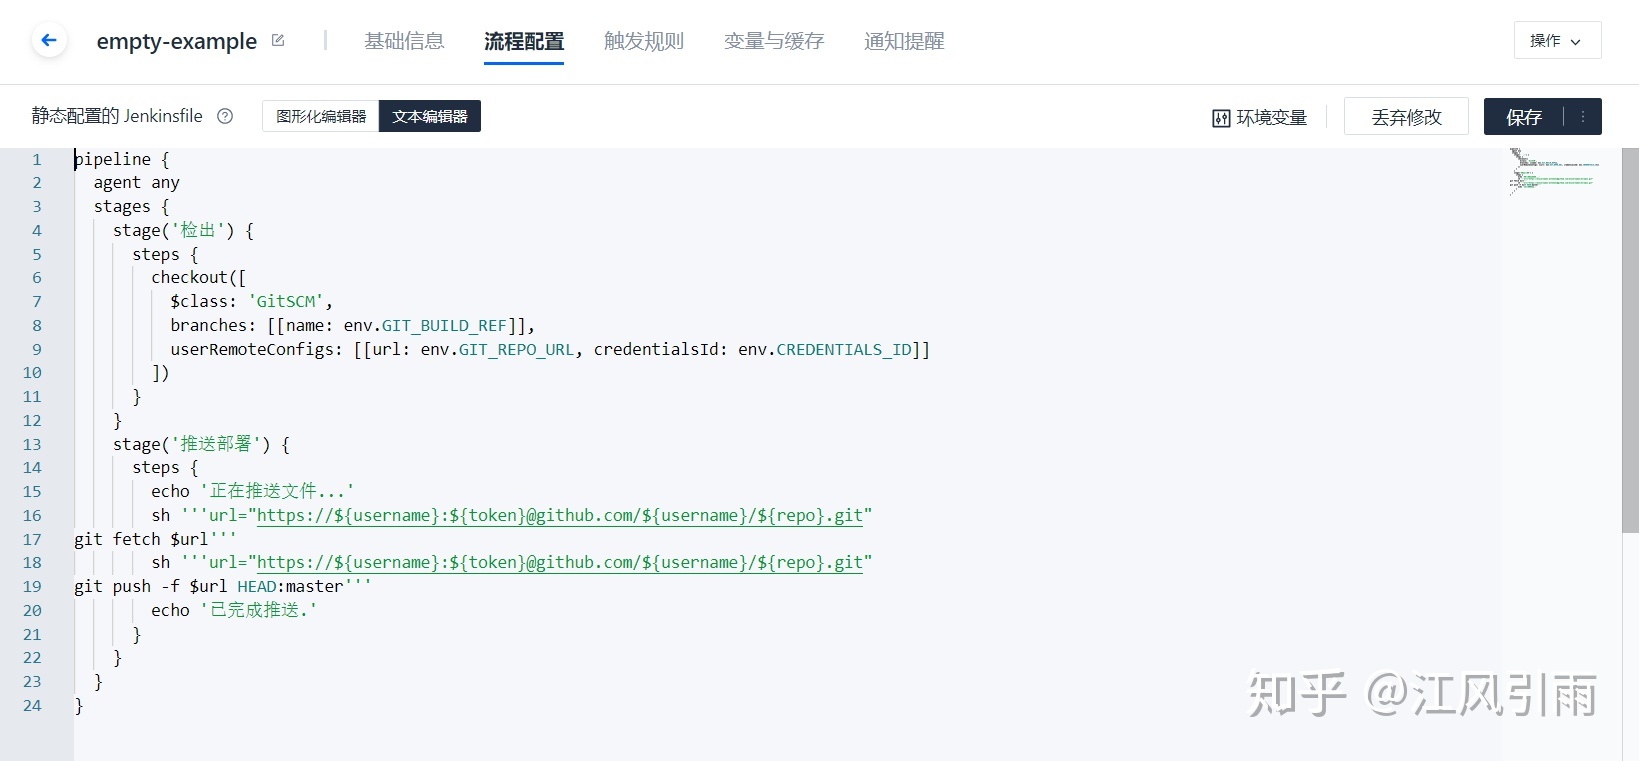 empty-example
基础信息
流程配置
触发规则
变量与缓存
通知提醒
操作
静态配置的 Jenkinsfile
图形化编辑器
文本编辑器
环境变量
丢弃修改
保存
1 pipeline {
2   agent any
3   stages {
4     stage('检出') {
5       steps {
6         checkout([
7           $class: 'GitSCM',
8           branches: [[name: env.GIT_BUILD_REF]],
9           userRemoteConfigs: [[url: env.GIT_REPO_URL, credentialsId: env.CREDENTIALS_ID]]
10         ])
11       }
12     }
13     stage('推送部署') {
14       steps {
15         echo '正在推送文件...'
16         sh '''url="https://${username}:${token}@github.com/${username}/${repo}.git"
17 git fetch $url'''
18         sh '''url="https://${username}:${token}@github.com/${username}/${repo}.git"
19 git push -f $url HEAD:master'''
20         echo '已完成推送.'
21       }
22     }
23   }
24 }
知乎 @江风引雨